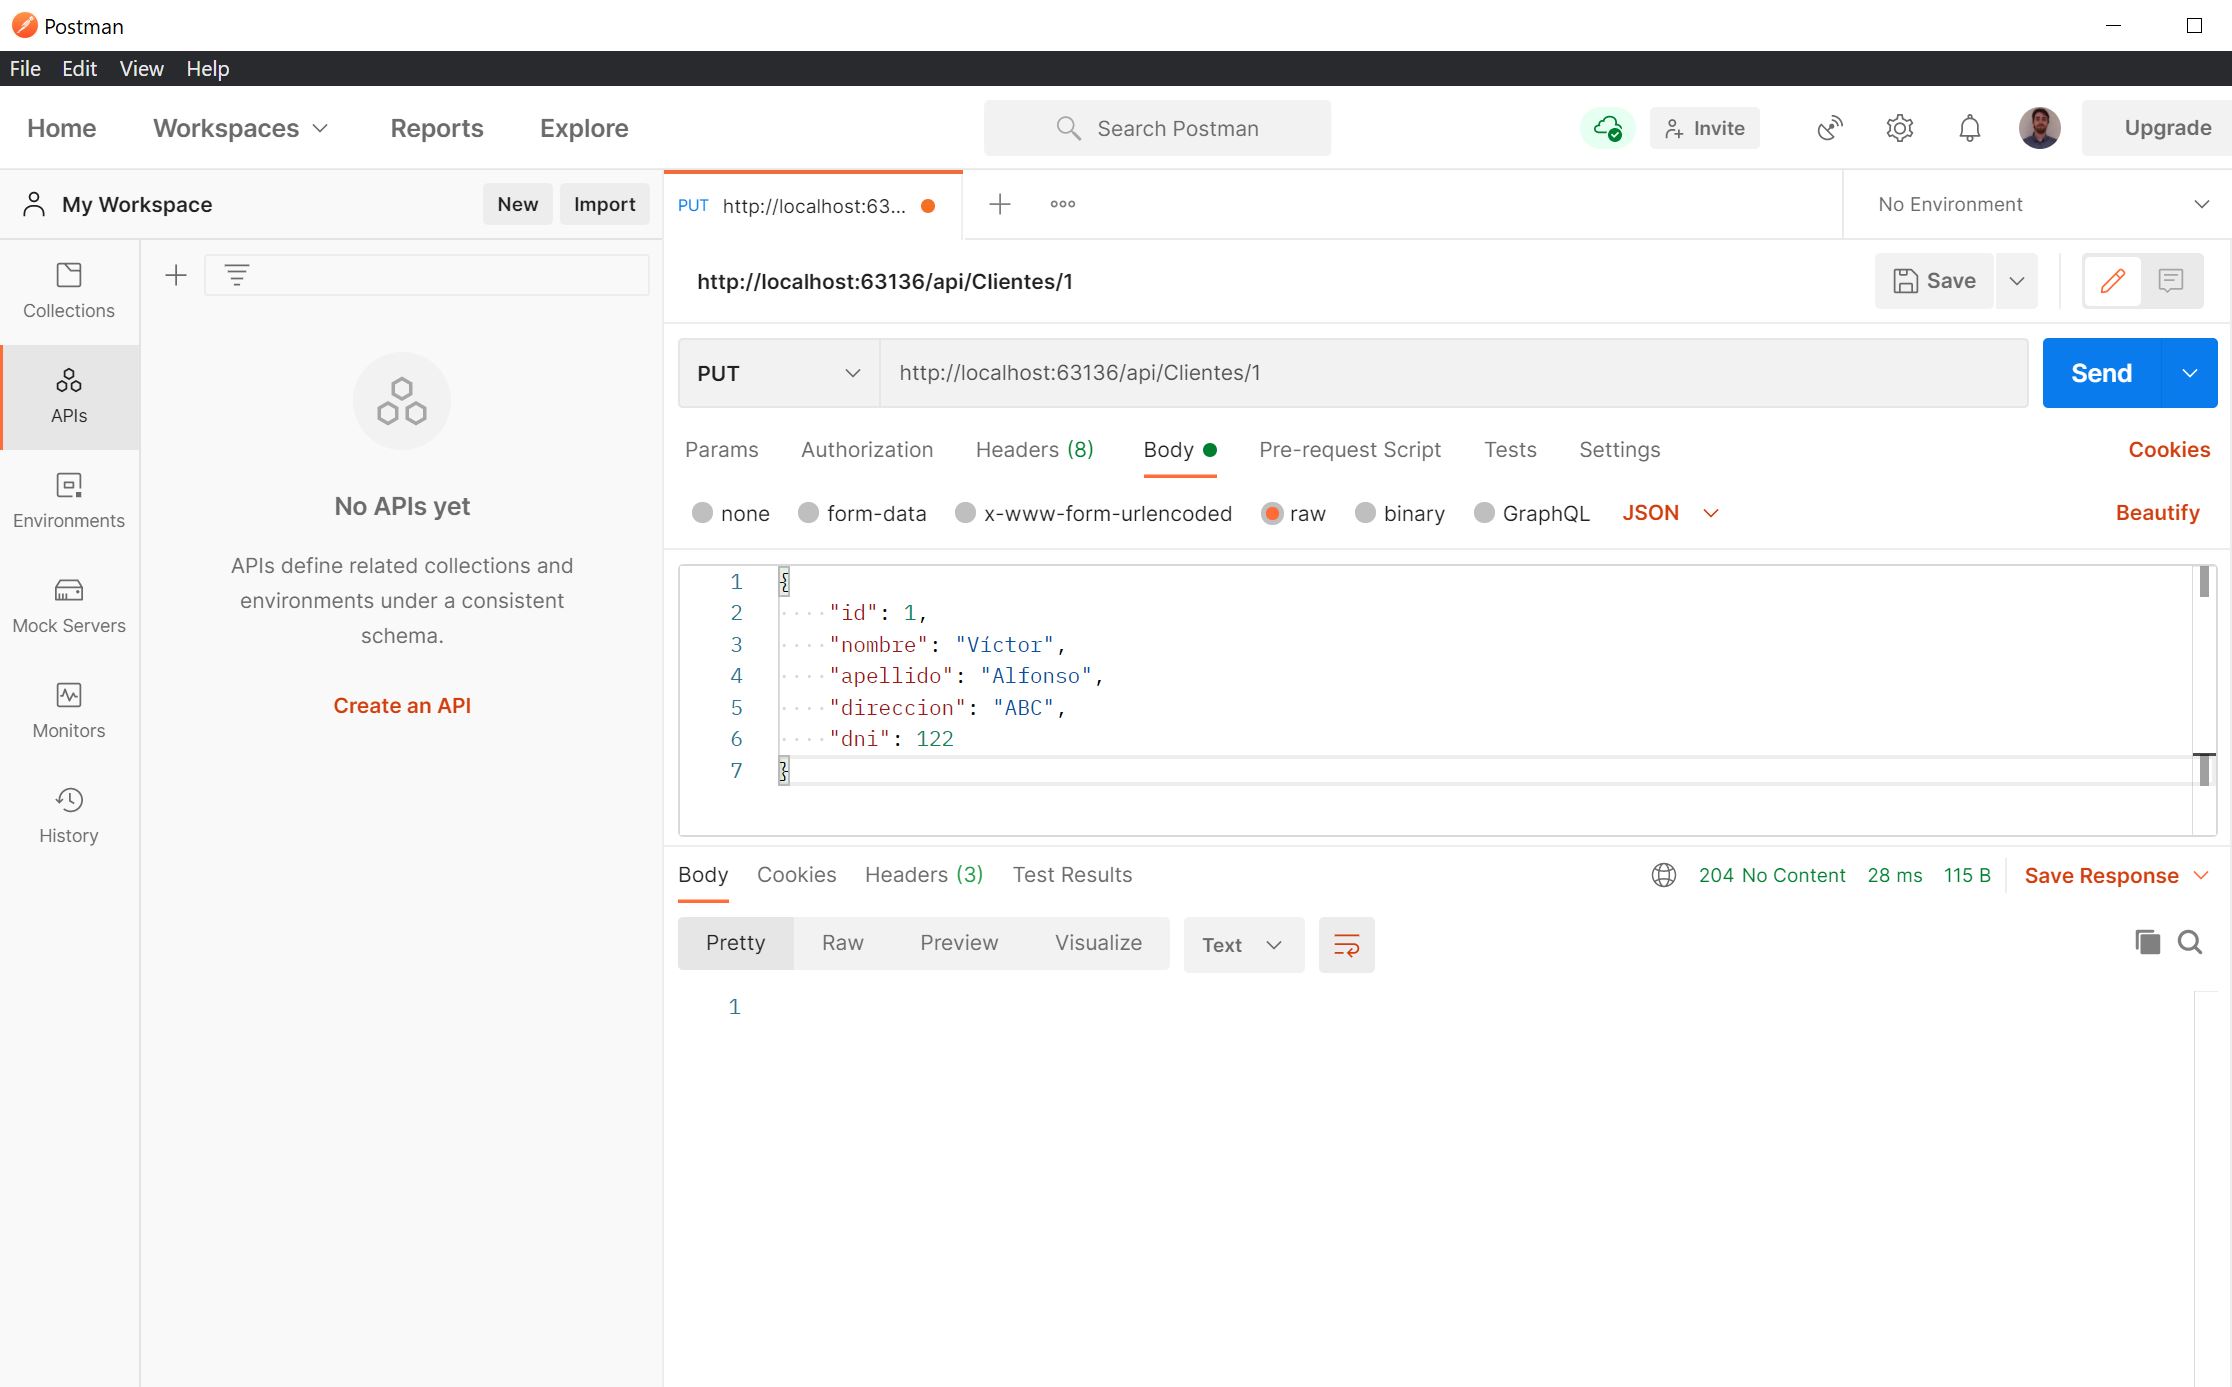 Postman
File Edit View Help
Home Workspaces Reports Explore Search Postman Invite Upgrade
My Workspace New Import PUT http://localhost:63... No Environment
Collections
APIs
Environments
Mock Servers
Monitors
History
No APIs yet
APIs define related collections and
environments under a consistent
schema.
Create an API
http://localhost:63136/api/Clientes/1 Save
PUT http://localhost:63136/api/Clientes/1 Send
Params Authorization Headers (8) Body Pre-request Script Tests Settings Cookies
none form-data x-www-form-urlencoded raw binary GraphQL JSON Beautify
1 {
2 "id": 1,
3 "nombre": "Víctor",
4 "apellido": "Alfonso",
5 "direccion": "ABC",
6 "dni": 122
7 }
Body Cookies Headers (3) Test Results 204 No Content 28 ms 115 B Save Response
Pretty Raw Preview Visualize Text
1